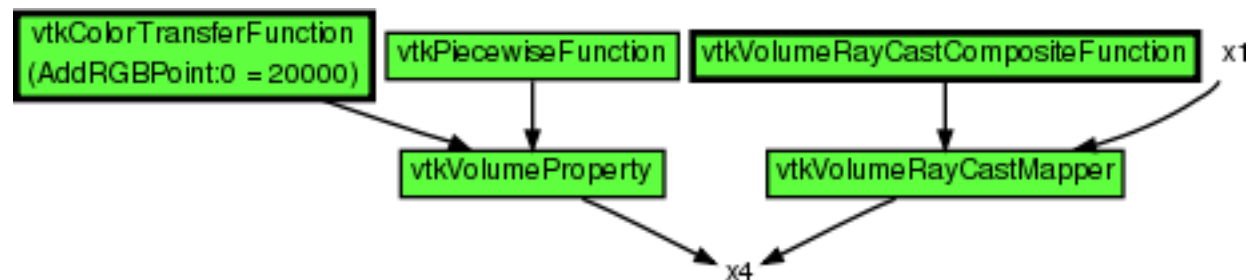 vtkColorTransferFunction
(AddRGBPoint:0 = 20000)
vtkPiecewiseFunction
vtkVolumeRayCastCompositeFunction
x1
vtkVolumeProperty
vtkVolumeRayCastMapper
x4